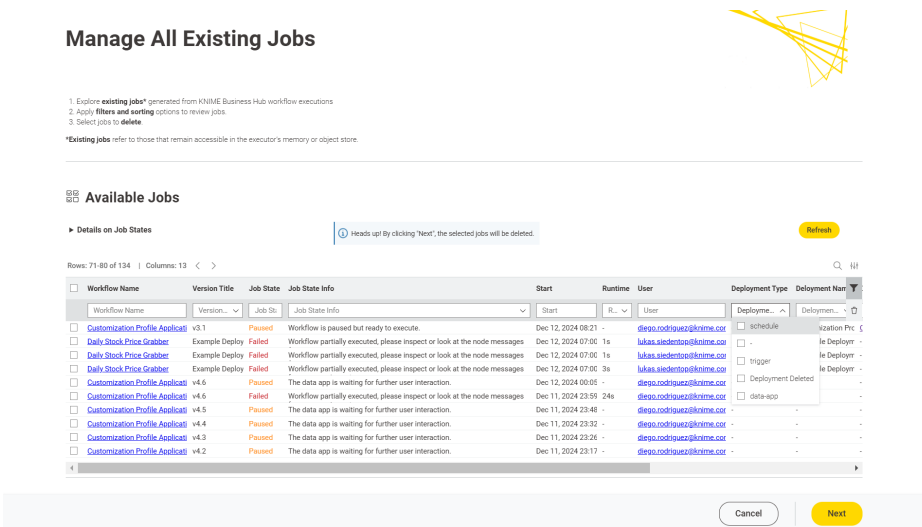 Manage All Existing Jobs
1. Explore existing jobs* generated from KNIME Business Hub workflow executions
2. Apply filters and sorting options to review jobs.
3. Select jobs to delete.
*Existing jobs refer to those that remain accessible in the executor's memory or object store.
Available Jobs
Details on Job States
Heads up! By clicking "Next", the selected jobs will be deleted.
Refresh
Rows: 71-80 of 134 | Columns: 13
Workflow Name Version Title Job State Job State Info Start Runtime User Deployment Type Deloyment Nam
Workflow Name Version... Job St Job State Info Start R... User Deployme... Deloymen...
Customization Profile Applicati v3.1 Paused Workflow is paused but ready to execute. Dec 12, 2024 08:21 - diego.rodriguez@knime.cor schedule ization Prc
Daily Stock Price Grabber Example Deploy Failed Workflow partially executed, please inspect or look at the node messages Dec 12, 2024 07:00 1s lukas.siedentop@knime.cor - le Deployr -
Daily Stock Price Grabber Example Deploy Failed Workflow partially executed, please inspect or look at the node messages Dec 12, 2024 07:00 1s lukas.siedentop@knime.cor trigger le Deployr -
Daily Stock Price Grabber Example Deploy Failed Workflow partially executed, please inspect or look at the node messages Dec 12, 2024 07:00 3s lukas.siedentop@knime.cor le Deployr -
Customization Profile Applicati v4.6 Paused The data app is waiting for further user interaction. Dec 12, 2024 00:05 - diego.rodriguez@knime.cor Deployment Deleted -
Customization Profile Applicati v4.6 Failed Workflow partially executed, please inspect or look at the node messages Dec 11, 2024 23:59 24s diego.rodriguez@knime.cor data-app -
Customization Profile Applicati v4.5 Paused The data app is waiting for further user interaction. Dec 11, 2024 23:48 - diego.rodriguez@knime.cor - - -
Customization Profile Applicati v4.4 Paused The data app is waiting for further user interaction. Dec 11, 2024 23:32 - diego.rodriguez@knime.cor - - -
Customization Profile Applicati v4.3 Paused The data app is waiting for further user interaction. Dec 11, 2024 23:26 - diego.rodriguez@knime.cor - - -
Customization Profile Applicati v4.2 Paused The data app is waiting for further user interaction. Dec 11, 2024 23:17 - diego.rodriguez@knime.cor - - -
Cancel Next